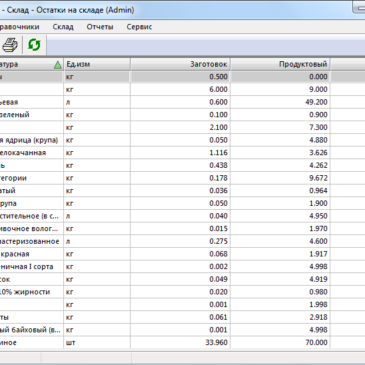 - Склад - Остатки на складе (Admin)
равочники Склад Отчеты Сервис
атура Ед.изм Заготовок Продуктовый
ы кг 0.500 0.000
кг 6.000 9.000
ьевая л 0.600 49.200
зеленый кг 0.100 0.900
кг 2.100 7.300
я ядрица (крупа) кг 0.050 4.880
елокачанная кг 1.116 3.626
ь кг 0.438 4.262
тегории кг 0.178 9.672
атый кг 0.036 0.964
крупа кг 0.050 1.900
стительное (в с... л 0.040 4.950
ивочное волог... кг 0.015 1.970
пастеризованное л 0.275 4.600
красная кг 0.068 1.917
ничная I сорта кг 0.002 4.998
сок кг 0.049 4.919
10% жирности кг 0.020 0.980
кг 0.001 1.998
ты кг 0.061 2.918
ый байховый (в... кг 0.001 4.998
иное шт 33.960 70.000